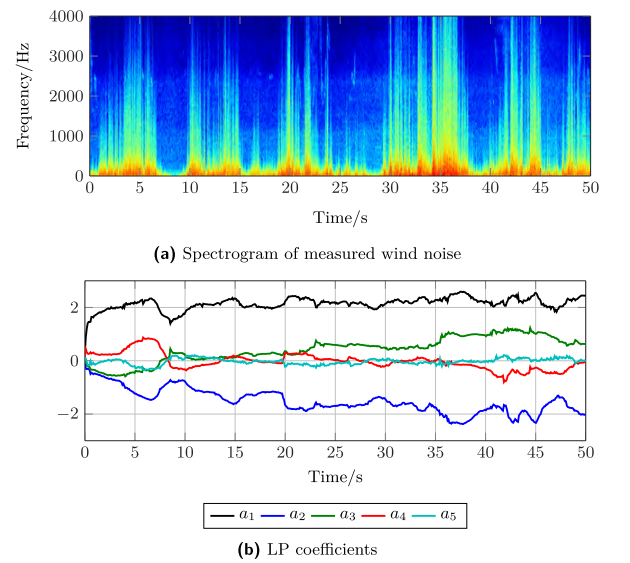 4000
3000
2000
1000
0
Frequency/Hz
0 5 10 15 20 25 30 35 40 45 50
Time/s
(a) Spectrogram of measured wind noise
2
0
−2
0 5 10 15 20 25 30 35 40 45 50
Time/s
a1 a2 a3 a4 a5
(b) LP coefficients